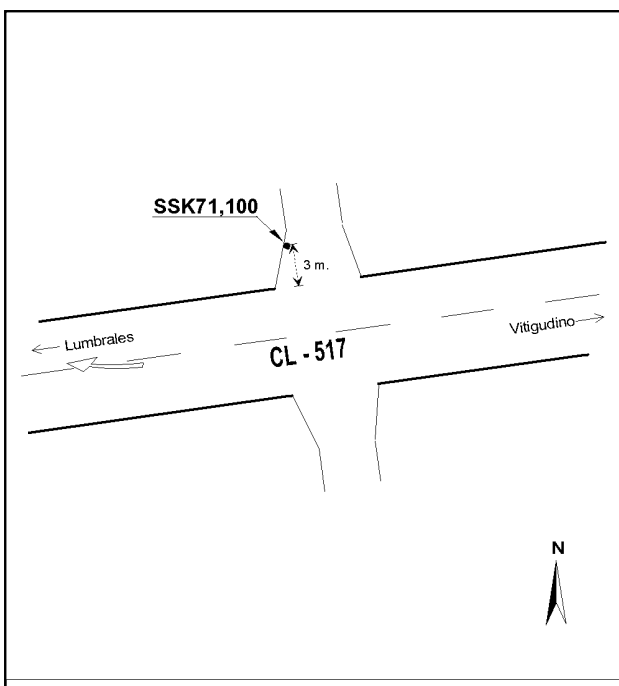 SSK71,100
3 m.
Lumbrales
Vitigudino
CL - 517
N